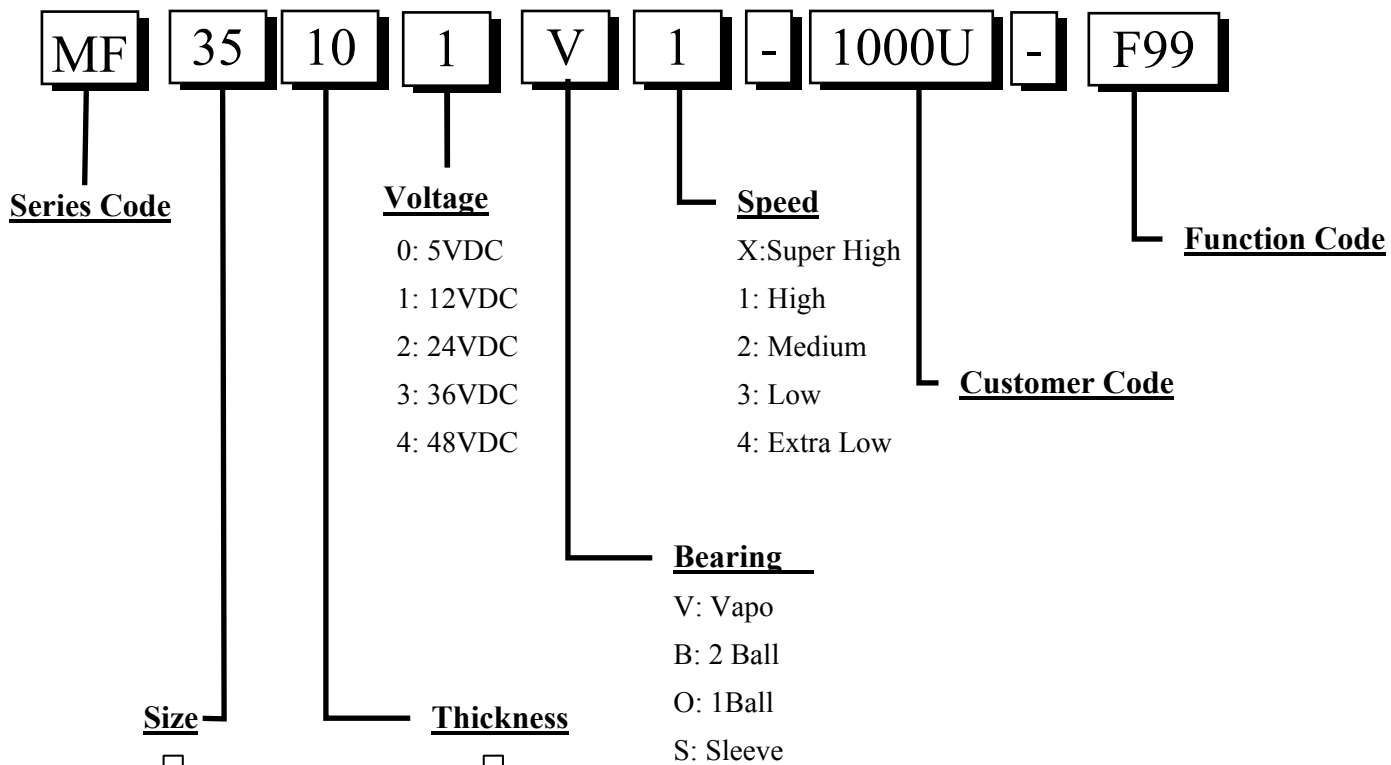 MF 35 10 1 V 1 - 1000U - F99
Series Code
Voltage
0: 5VDC
1: 12VDC
2: 24VDC
3: 36VDC
4: 48VDC
Speed
X:Super High
1: High
2: Medium
3: Low
4: Extra Low
Function Code
Customer Code
Bearing
V: Vapo
B: 2 Ball
O: 1Ball
S: Sleeve
Size
Thickness